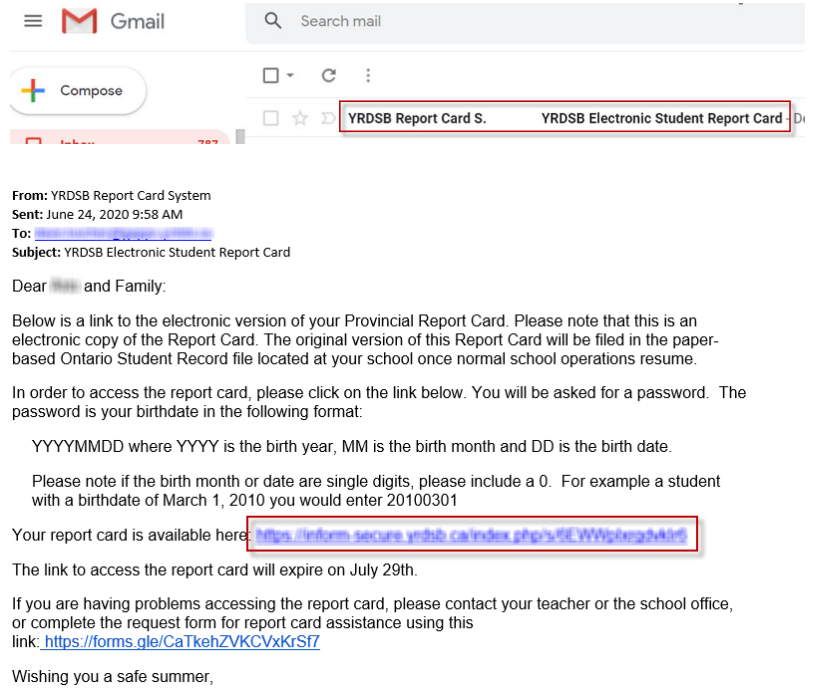 Gmail
Search mail
Compose
Inbox 787
YRDSB Report Card S. YRDSB Electronic Student Report Card - De
From: YRDSB Report Card System
Sent: June 24, 2020 9:58 AM
To:
Subject: YRDSB Electronic Student Report Card
Dear and Family:
Below is a link to the electronic version of your Provincial Report Card. Please note that this is an
electronic copy of the Report Card. The original version of this Report Card will be filed in the paper-
based Ontario Student Record file located at your school once normal school operations resume.
In order to access the report card, please click on the link below. You will be asked for a password. The
password is your birthdate in the following format:
YYYYMMDD where YYYY is the birth year, MM is the birth month and DD is the birth date.
Please note if the birth month or date are single digits, please include a 0. For example a student
with a birthdate of March 1, 2010 you would enter 20100301
Your report card is available here:
The link to access the report card will expire on July 29th.
If you are having problems accessing the report card, please contact your teacher or the school office,
or complete the request form for report card assistance using this
link: https://forms.gle/CaTkehZVKCVxKrSf7
Wishing you a safe summer,